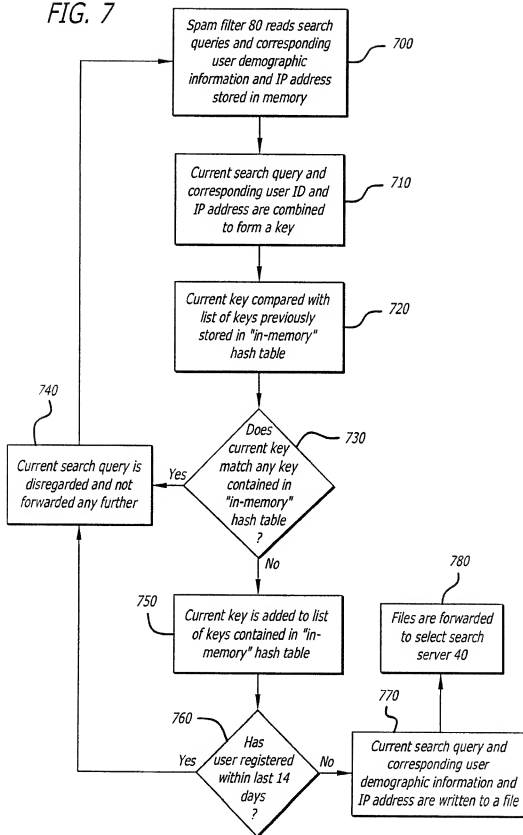 FIG. 7
Spam filter 80 reads search
queries and corresponding
user demographic
information and IP address
stored in memory
700
Current search query and
corresponding user ID and
IP address are combined
to form a key
710
Current key compared with
list of keys previously
stored in "in-memory"
hash table
720
740
Current search query is
disregarded and not
forwarded any further
Yes
Does
current key
match any key
contained in
"in-memory"
hash table
?
730
No
750
Current key is added to list
of keys contained in "in-
memory" hash table
780
Files are forwarded
to select search
server 40
760
Yes
Has
user registered
within last 14
days
?
No
770
Current search query and
corresponding user
demographic information and
IP address are written to a file